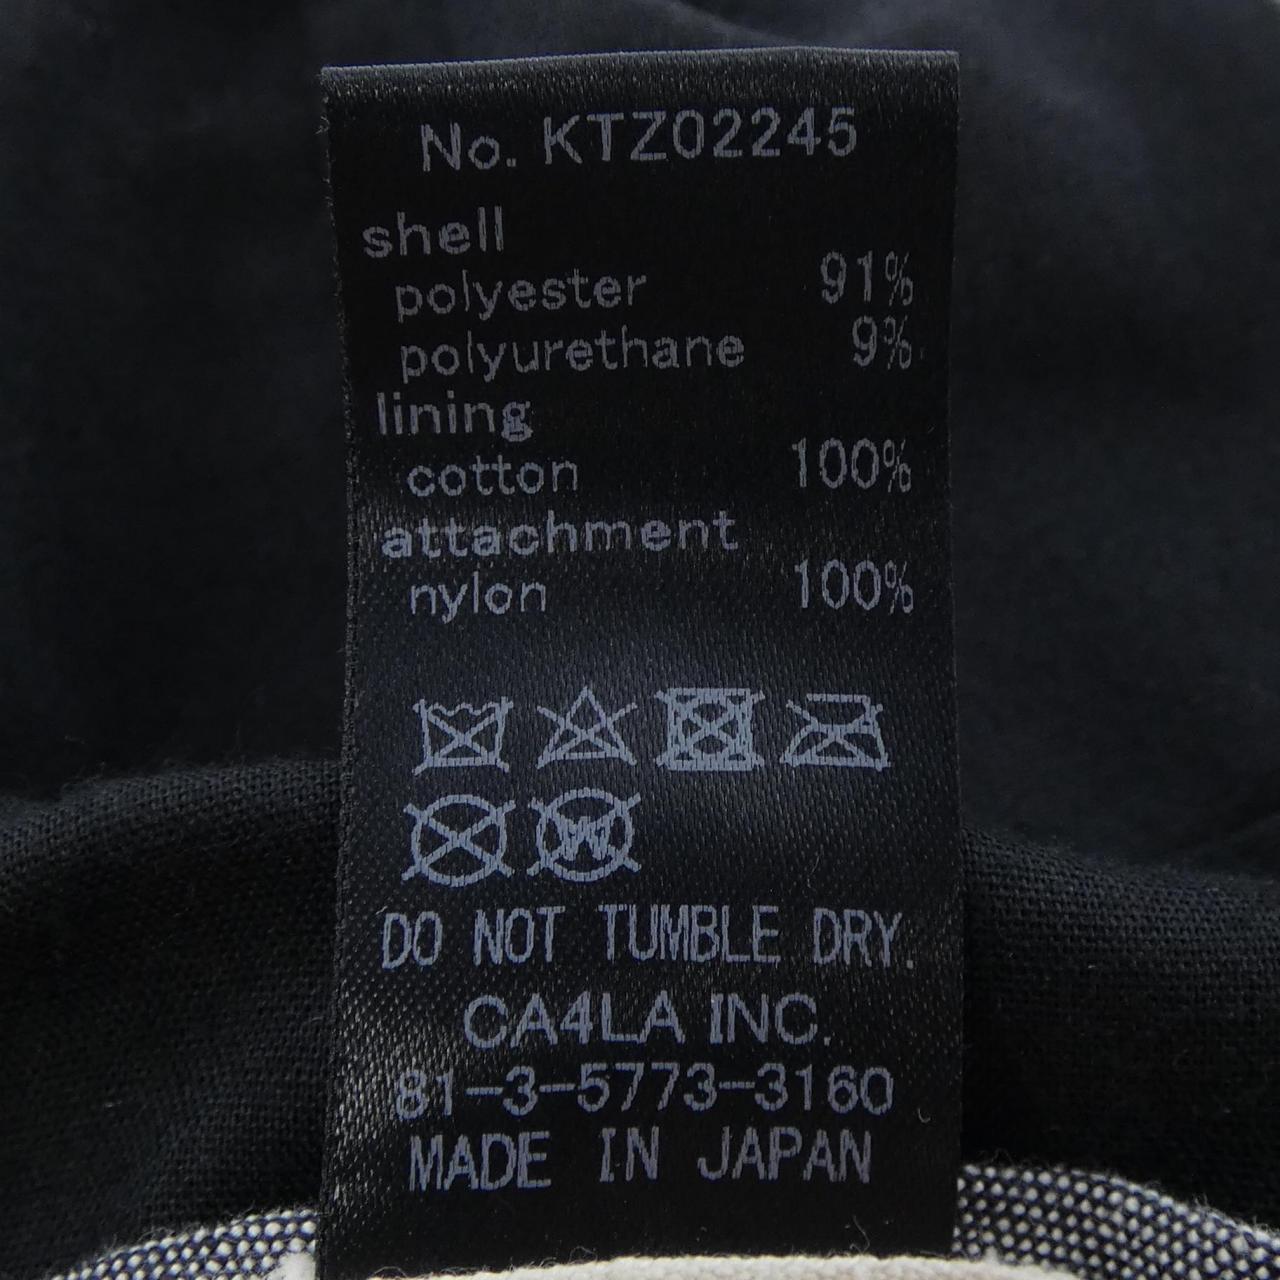 No. KTZ02245
shell
polyester 91%
polyurethane 9%
lining
cotton 100%
attachment
nylon 100%
W
DO NOT TUMBLE DRY.
CA4LA INC.
81-3-5773-3160
MADE IN JAPAN